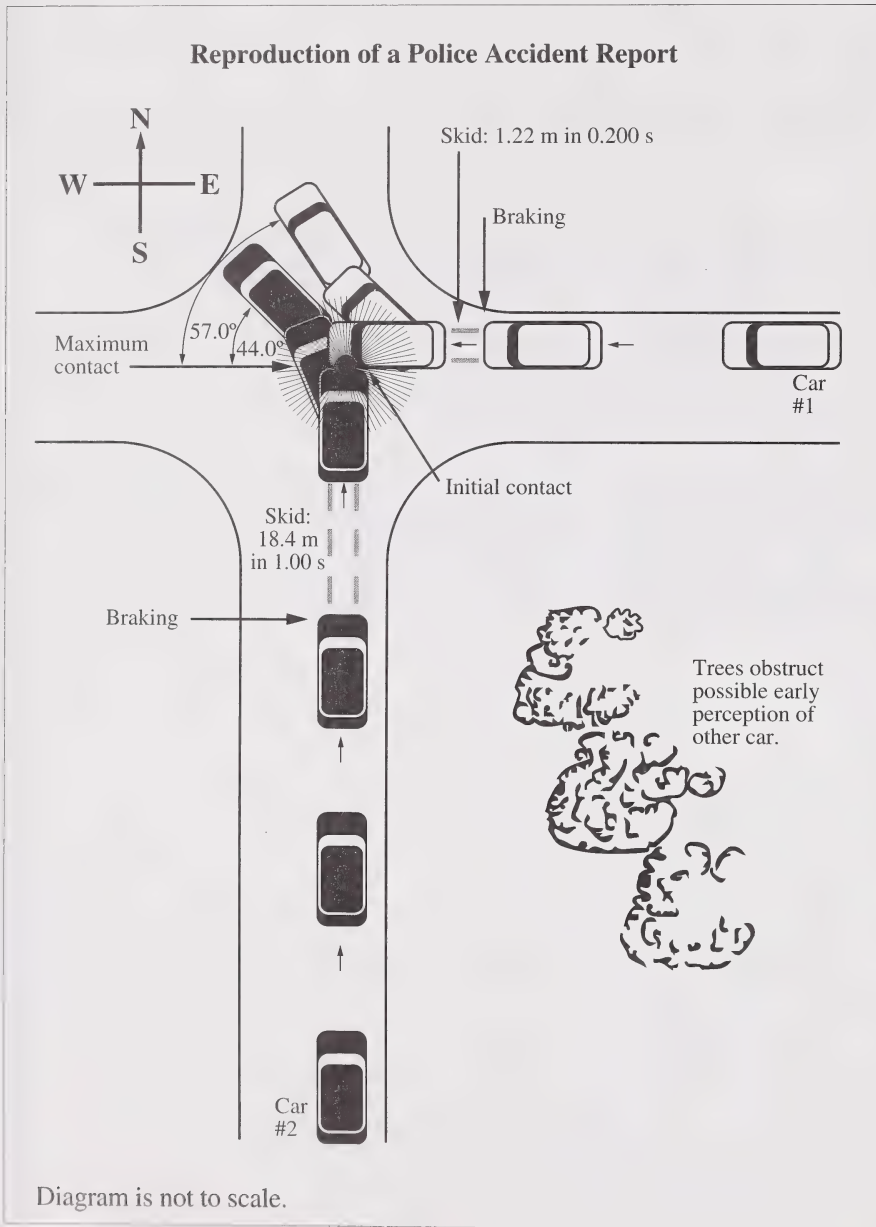 Reproduction of a Police Accident Report
N
W
E
S
Skid: 1.22 m in 0.200 s
Braking
57.0°
44.0°
Maximum
contact
Car
#1
Initial contact
Skid:
18.4 m
in 1.00 s
Braking
Trees obstruct
possible early
perception of
other car.
Car
#2
Diagram is not to scale.